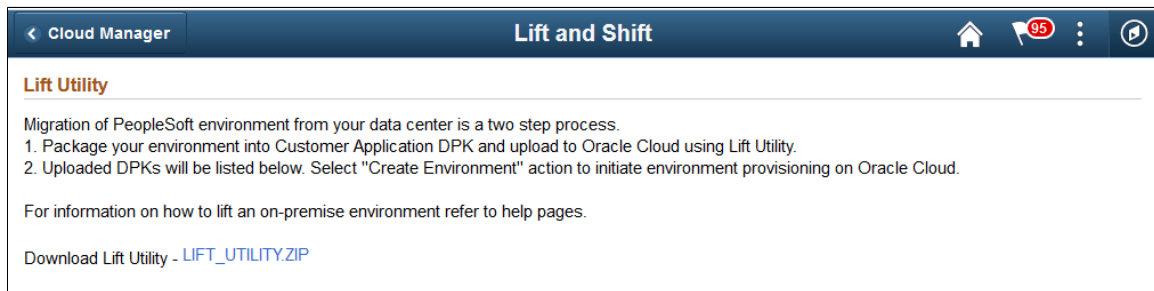 Cloud Manager
Lift and Shift
95
Lift Utility
Migration of PeopleSoft environment from your data center is a two step process.
1. Package your environment into Customer Application DPK and upload to Oracle Cloud using Lift Utility.
2. Uploaded DPKs will be listed below. Select "Create Environment" action to initiate environment provisioning on Oracle Cloud.
For information on how to lift an on-premise environment refer to help pages.
Download Lift Utility - LIFT_UTILITY.ZIP